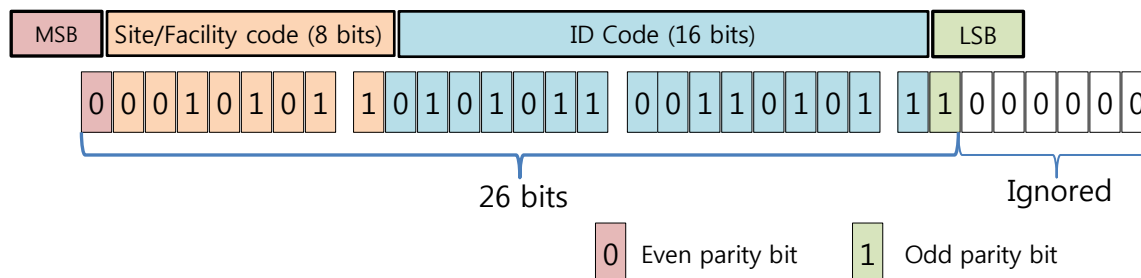 MSB Site/Facility code (8 bits) ID Code (16 bits) LSB
0 0 0 1 0 1 0 1 1 0 1 0 1 0 1 1 0 0 1 1 0 1 0 1 1 1 0 0 0 0 0 0
26 bits Ignored
0 Even parity bit 1 Odd parity bit